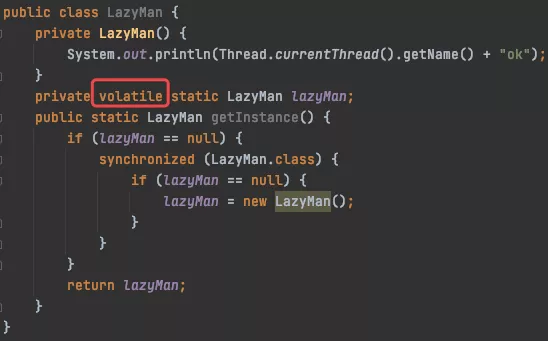 public class LazyMan {
    private LazyMan() {
        System.out.println(Thread.currentThread().getName() + "ok");
    }
    private volatile static LazyMan lazyMan;
    public static LazyMan getInstance() {
        if (lazyMan == null) {
            synchronized (LazyMan.class) {
                if (lazyMan == null) {
                    lazyMan = new LazyMan();
                }
            }
        }
        return lazyMan;
    }
}